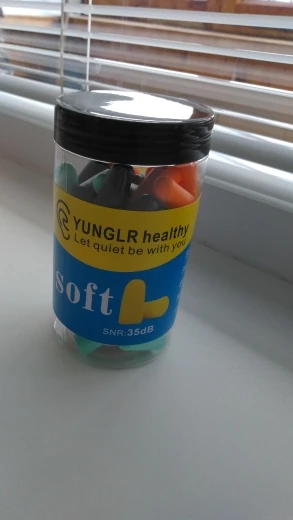 YUNGLR healthy
Let quiet be with you
soft
SNR:35dB